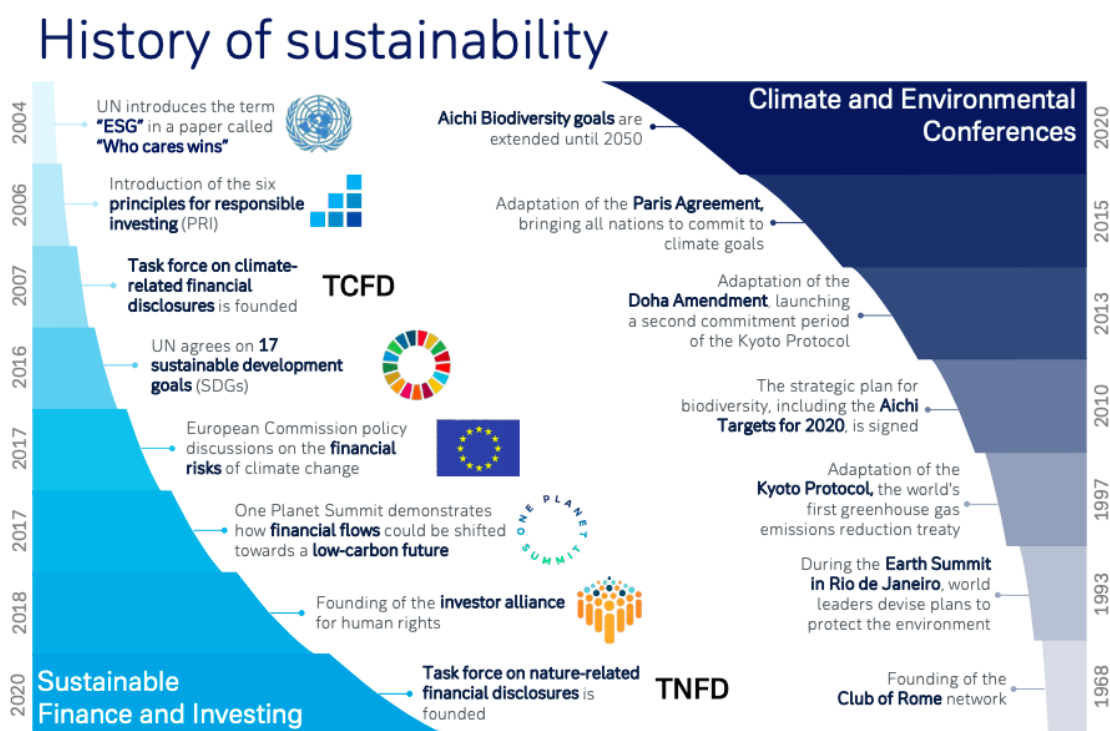 History of sustainability
2004
UN introduces the term
“ESG” in a paper called
“Who cares wins”
2006
Introduction of the six
principles for responsible
investing (PRI)
2007
Task force on climate-
related financial
disclosures is founded
TCFD
2016
UN agrees on 17
sustainable development
goals (SDGs)
2017
European Commission policy
discussions on the financial
risks of climate change
2017
One Planet Summit demonstrates
how financial flows could be shifted
towards a low-carbon future
ONE PLANET
SUMMIT
2018
Founding of the investor alliance
for human rights
2020
Task force on nature-related
financial disclosures is
founded
TNFD
Sustainable
Finance and Investing
Climate and Environmental
Conferences
2020
Aichi Biodiversity goals are
extended until 2050
2015
Adaptation of the Paris Agreement,
bringing all nations to commit to
climate goals
2013
Adaptation of the
Doha Amendment, launching
a second commitment period
of the Kyoto Protocol
2010
The strategic plan for
biodiversity, including the Aichi
Targets for 2020, is signed
1997
Adaptation of the
Kyoto Protocol, the world's
first greenhouse gas
emissions reduction treaty
1993
During the Earth Summit
in Rio de Janeiro, world
leaders devise plans to
protect the environment
1968
Founding of the
Club of Rome network